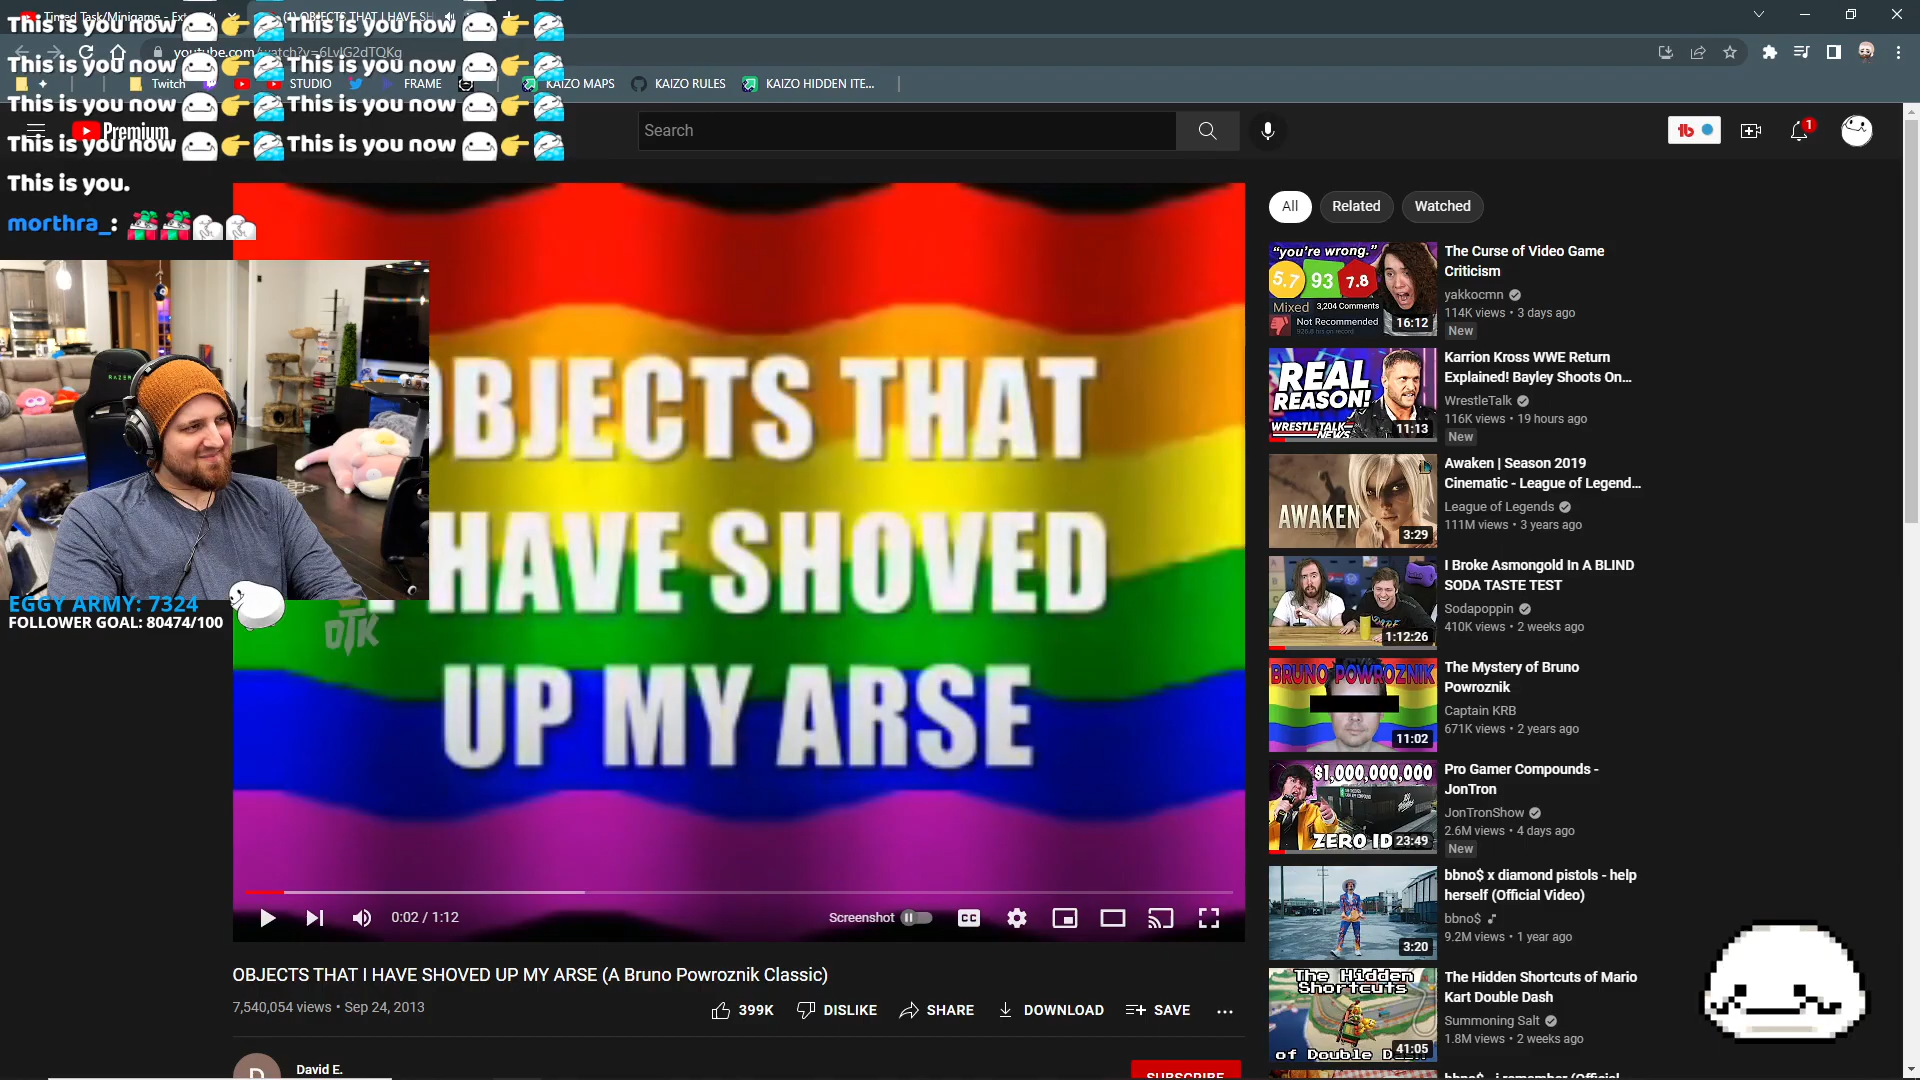 Timed Task/Minigame - Ex
(1) OBJECTS THAT I HAVE SH
This is you now This is you now
youtube.com/watch?v=6LvlG2dTQKg
This is you now This is you now
Twitch
STUDIO
FRAME
KAIZO MAPS
KAIZO RULES
KAIZO HIDDEN ITE...
This is you now This is you now
Premium
Search
1
This is you now This is you now
This is you.
morthra_:
RAZER
EGGY ARMY: 7324
FOLLOWER GOAL: 80474/100
OBJECTS THAT
I HAVE SHOVED
UP MY ARSE
0:02 / 1:12
Screenshot
CC
OBJECTS THAT I HAVE SHOVED UP MY ARSE (A Bruno Powroznik Classic)
7,540,054 views • Sep 24, 2013
399K
DISLIKE
SHARE
DOWNLOAD
SAVE
D
David E.
SUBSCRIBE
All
Related
Watched
"you're wrong."
5.7
93
7.8
Mixed
3,204 Comments
Not Recommended
16:12
The Curse of Video Game
Criticism
yakkocmn
114K views • 3 days ago
New
REAL
REASON!
WRESTLETALK
NEWS
11:13
Karrion Kross WWE Return
Explained! Bayley Shoots On...
WrestleTalk
116K views • 19 hours ago
New
AWAKEN
3:29
Awaken | Season 2019
Cinematic - League of Legend...
League of Legends
111M views • 3 years ago
1:12:26
I Broke Asmongold In A BLIND
SODA TASTE TEST
Sodapoppin
410K views • 2 weeks ago
BRUNO POWROZNIK
11:02
The Mystery of Bruno
Powroznik
Captain KRB
671K views • 2 years ago
$1,000,000,000
ZERO ID
23:49
Pro Gamer Compounds -
JonTron
JonTronShow
2.6M views • 4 days ago
New
3:20
bbno$ x diamond pistols - help
herself (Official Video)
bbno$
9.2M views • 1 year ago
The Hidden
Shortcuts
of Double D
41:05
The Hidden Shortcuts of Mario
Kart Double Dash
Summoning Salt
1.8M views • 2 weeks ago
bbno$ - i remember (Official